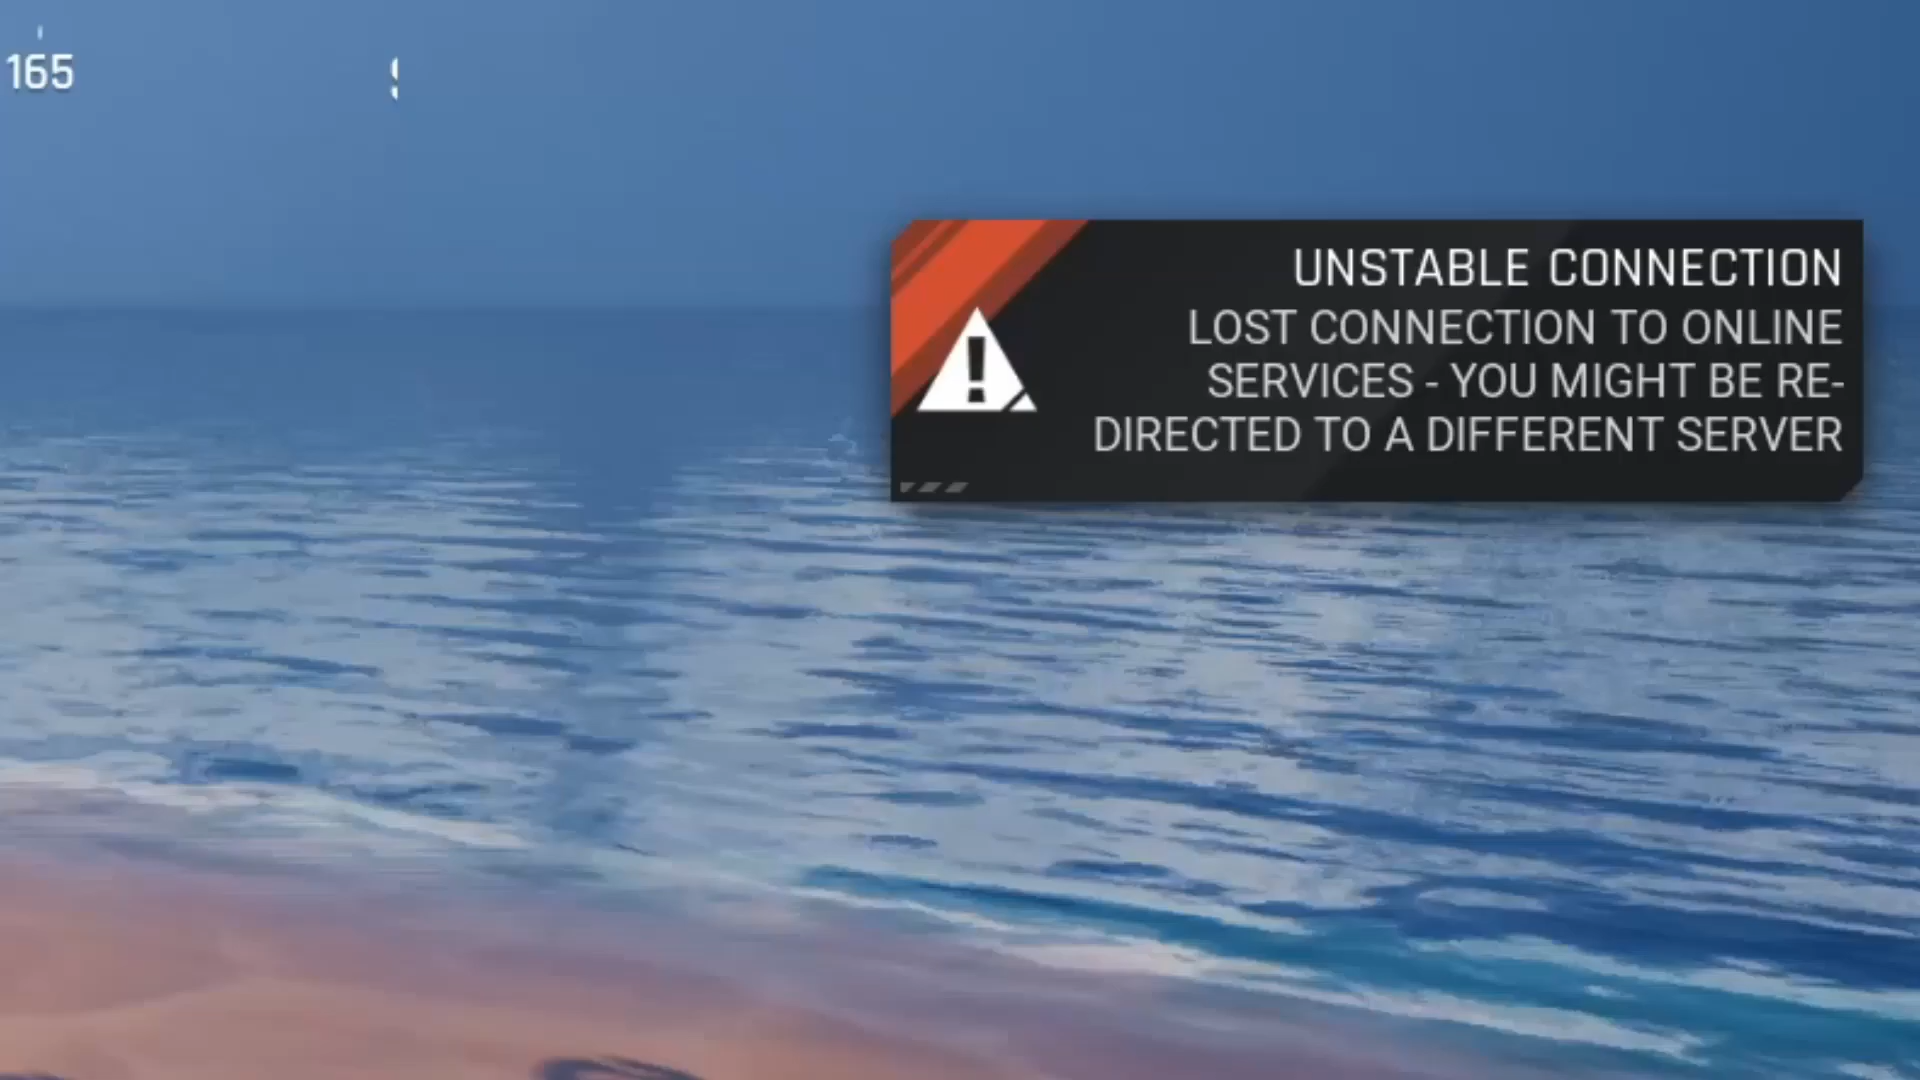 165
UNSTABLE CONNECTION
LOST CONNECTION TO ONLINE
SERVICES - YOU MIGHT BE RE-
DIRECTED TO A DIFFERENT SERVER